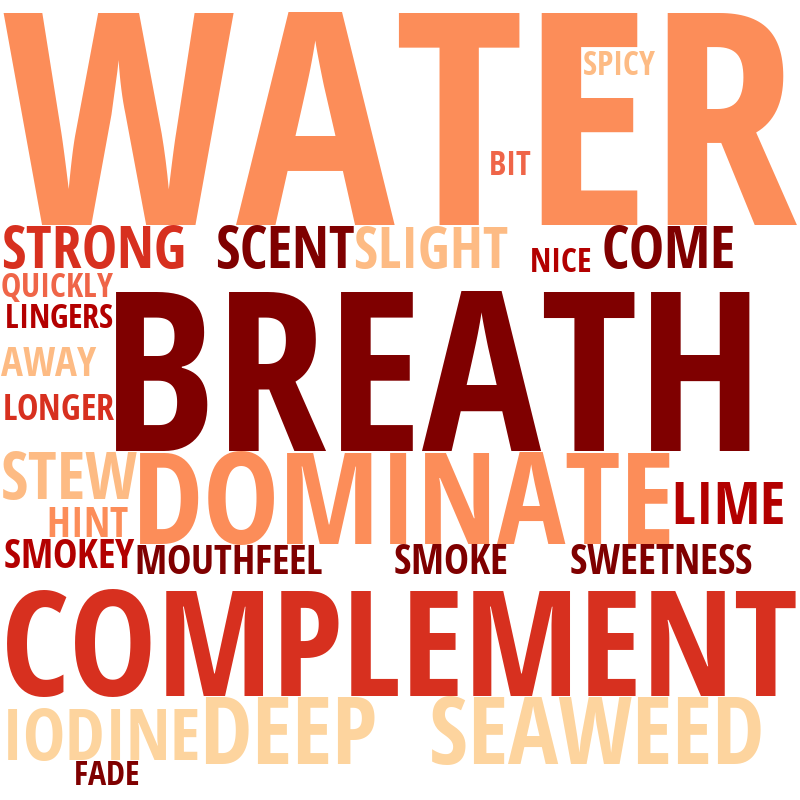 WATER
SPICY
BIT
STRONG SCENT SLIGHT NICE COME
QUICKLY
LINGERS
BREATH
AWAY
LONGER
STEW DOMINATE LIME
HINT
SMOKEY MOUTHFEEL SMOKE SWEETNESS
COMPLEMENT
IODINE DEEP SEAWEED
FADE